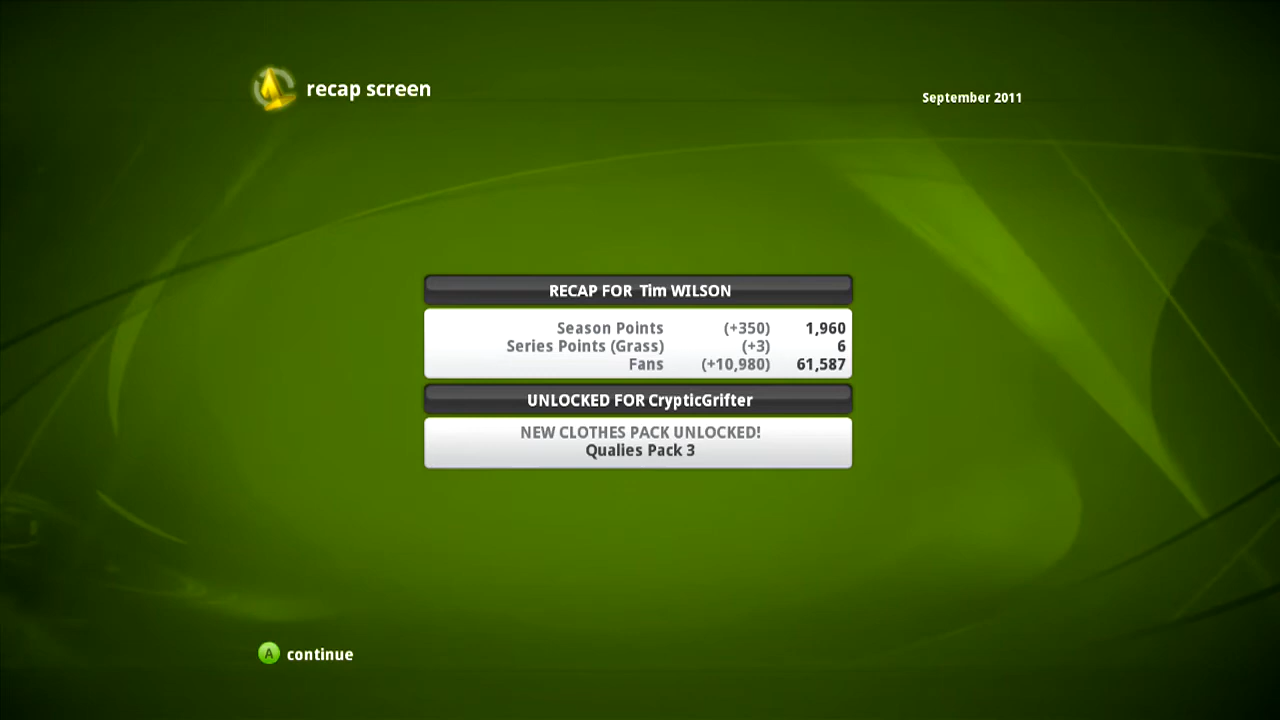 recap screen
September 2011
RECAP FOR Tim WILSON
Season Points (+350) 1,960
Series Points (Grass) (+3) 6
Fans (+10,980) 61,587
UNLOCKED FOR CrypticGrifter
NEW CLOTHES PACK UNLOCKED!
Qualies Pack 3
A continue